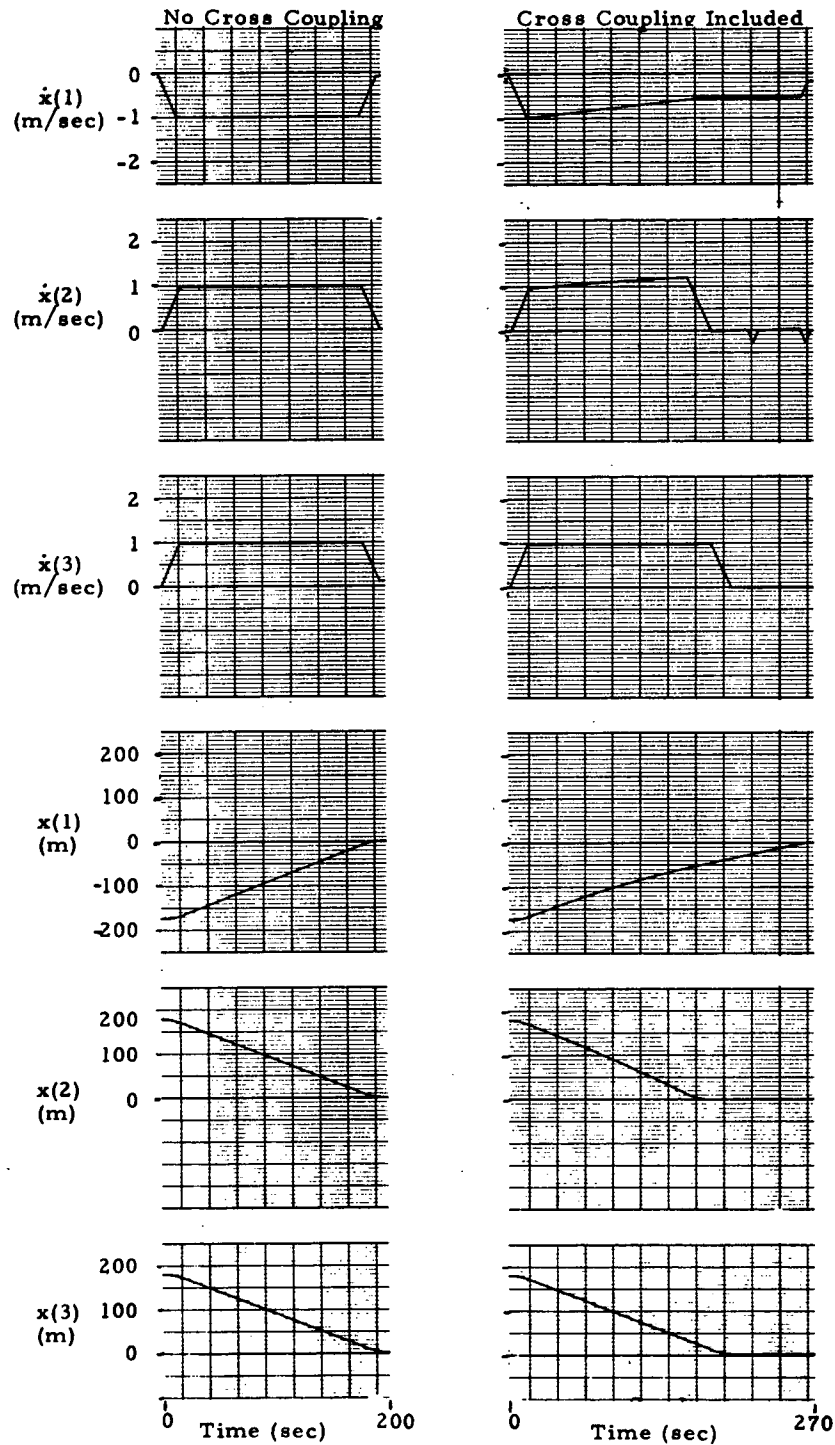 No Cross Coupling
Cross Coupling Included
ẋ(1)
(m/sec)
0
-1
-2
ẋ(2)
(m/sec)
2
1
0
ẋ(3)
(m/sec)
2
1
0
x(1)
(m)
200
100
0
-100
-200
x(2)
(m)
200
100
0
x(3)
(m)
200
100
0
0
Time (sec)
200
0
Time (sec)
270